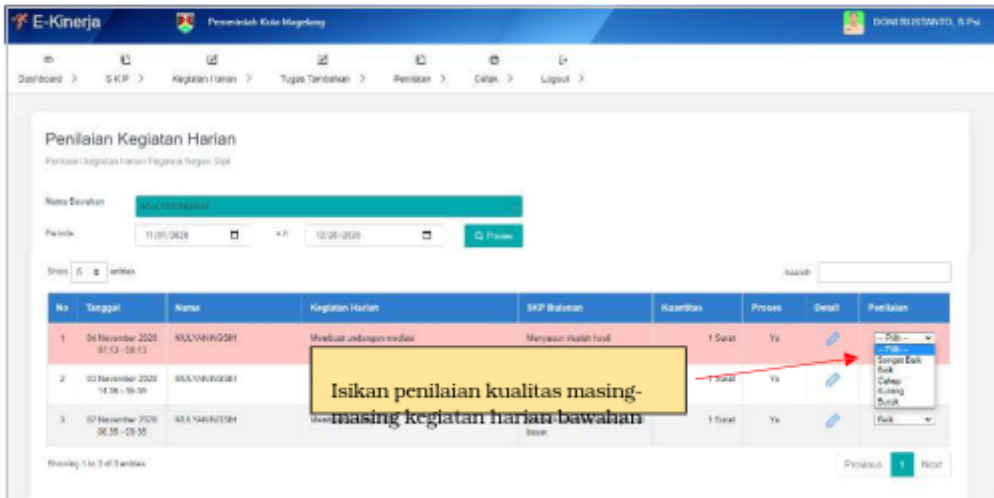 E-Kinerja
Pemerintah Kota Magelang
DONI RUSTANTO, S.Psi
Dashboard > SKP > Kegiatan Harian > Tugas Tambahan > Penilaian > Cetak > Logout >
Penilaian Kegiatan Harian
Penilaian kegiatan harian Pegawai Negeri Sipil
Nama Bawahan MULYANINGSIH
Periode 11/01/2020 s.d 12/20/2020 Proses
Show 5 entries Search:
No Tanggal Nama Kegiatan Harian SKP Bulanan Kuantitas Proses Detail Penilaian
1 04 November 2020 MULYANINGSIH Membuat undangan mediasi Menyusun risalah hasil 1 Surat Ya -- Pilih --
07:13 - 08:13
-- Pilih --
Sangat Baik
Baik
Cukup
Kurang
Buruk
2 03 November 2020 MULYANINGSIH 1 Surat Ya
Isikan penilaian kualitas masing-
masing kegiatan harian bawahan
3 02 November 2020 MULYANINGSIH 1 Surat Ya Baik
besar
Showing 1 to 3 of 3 entries Previous 1 Next